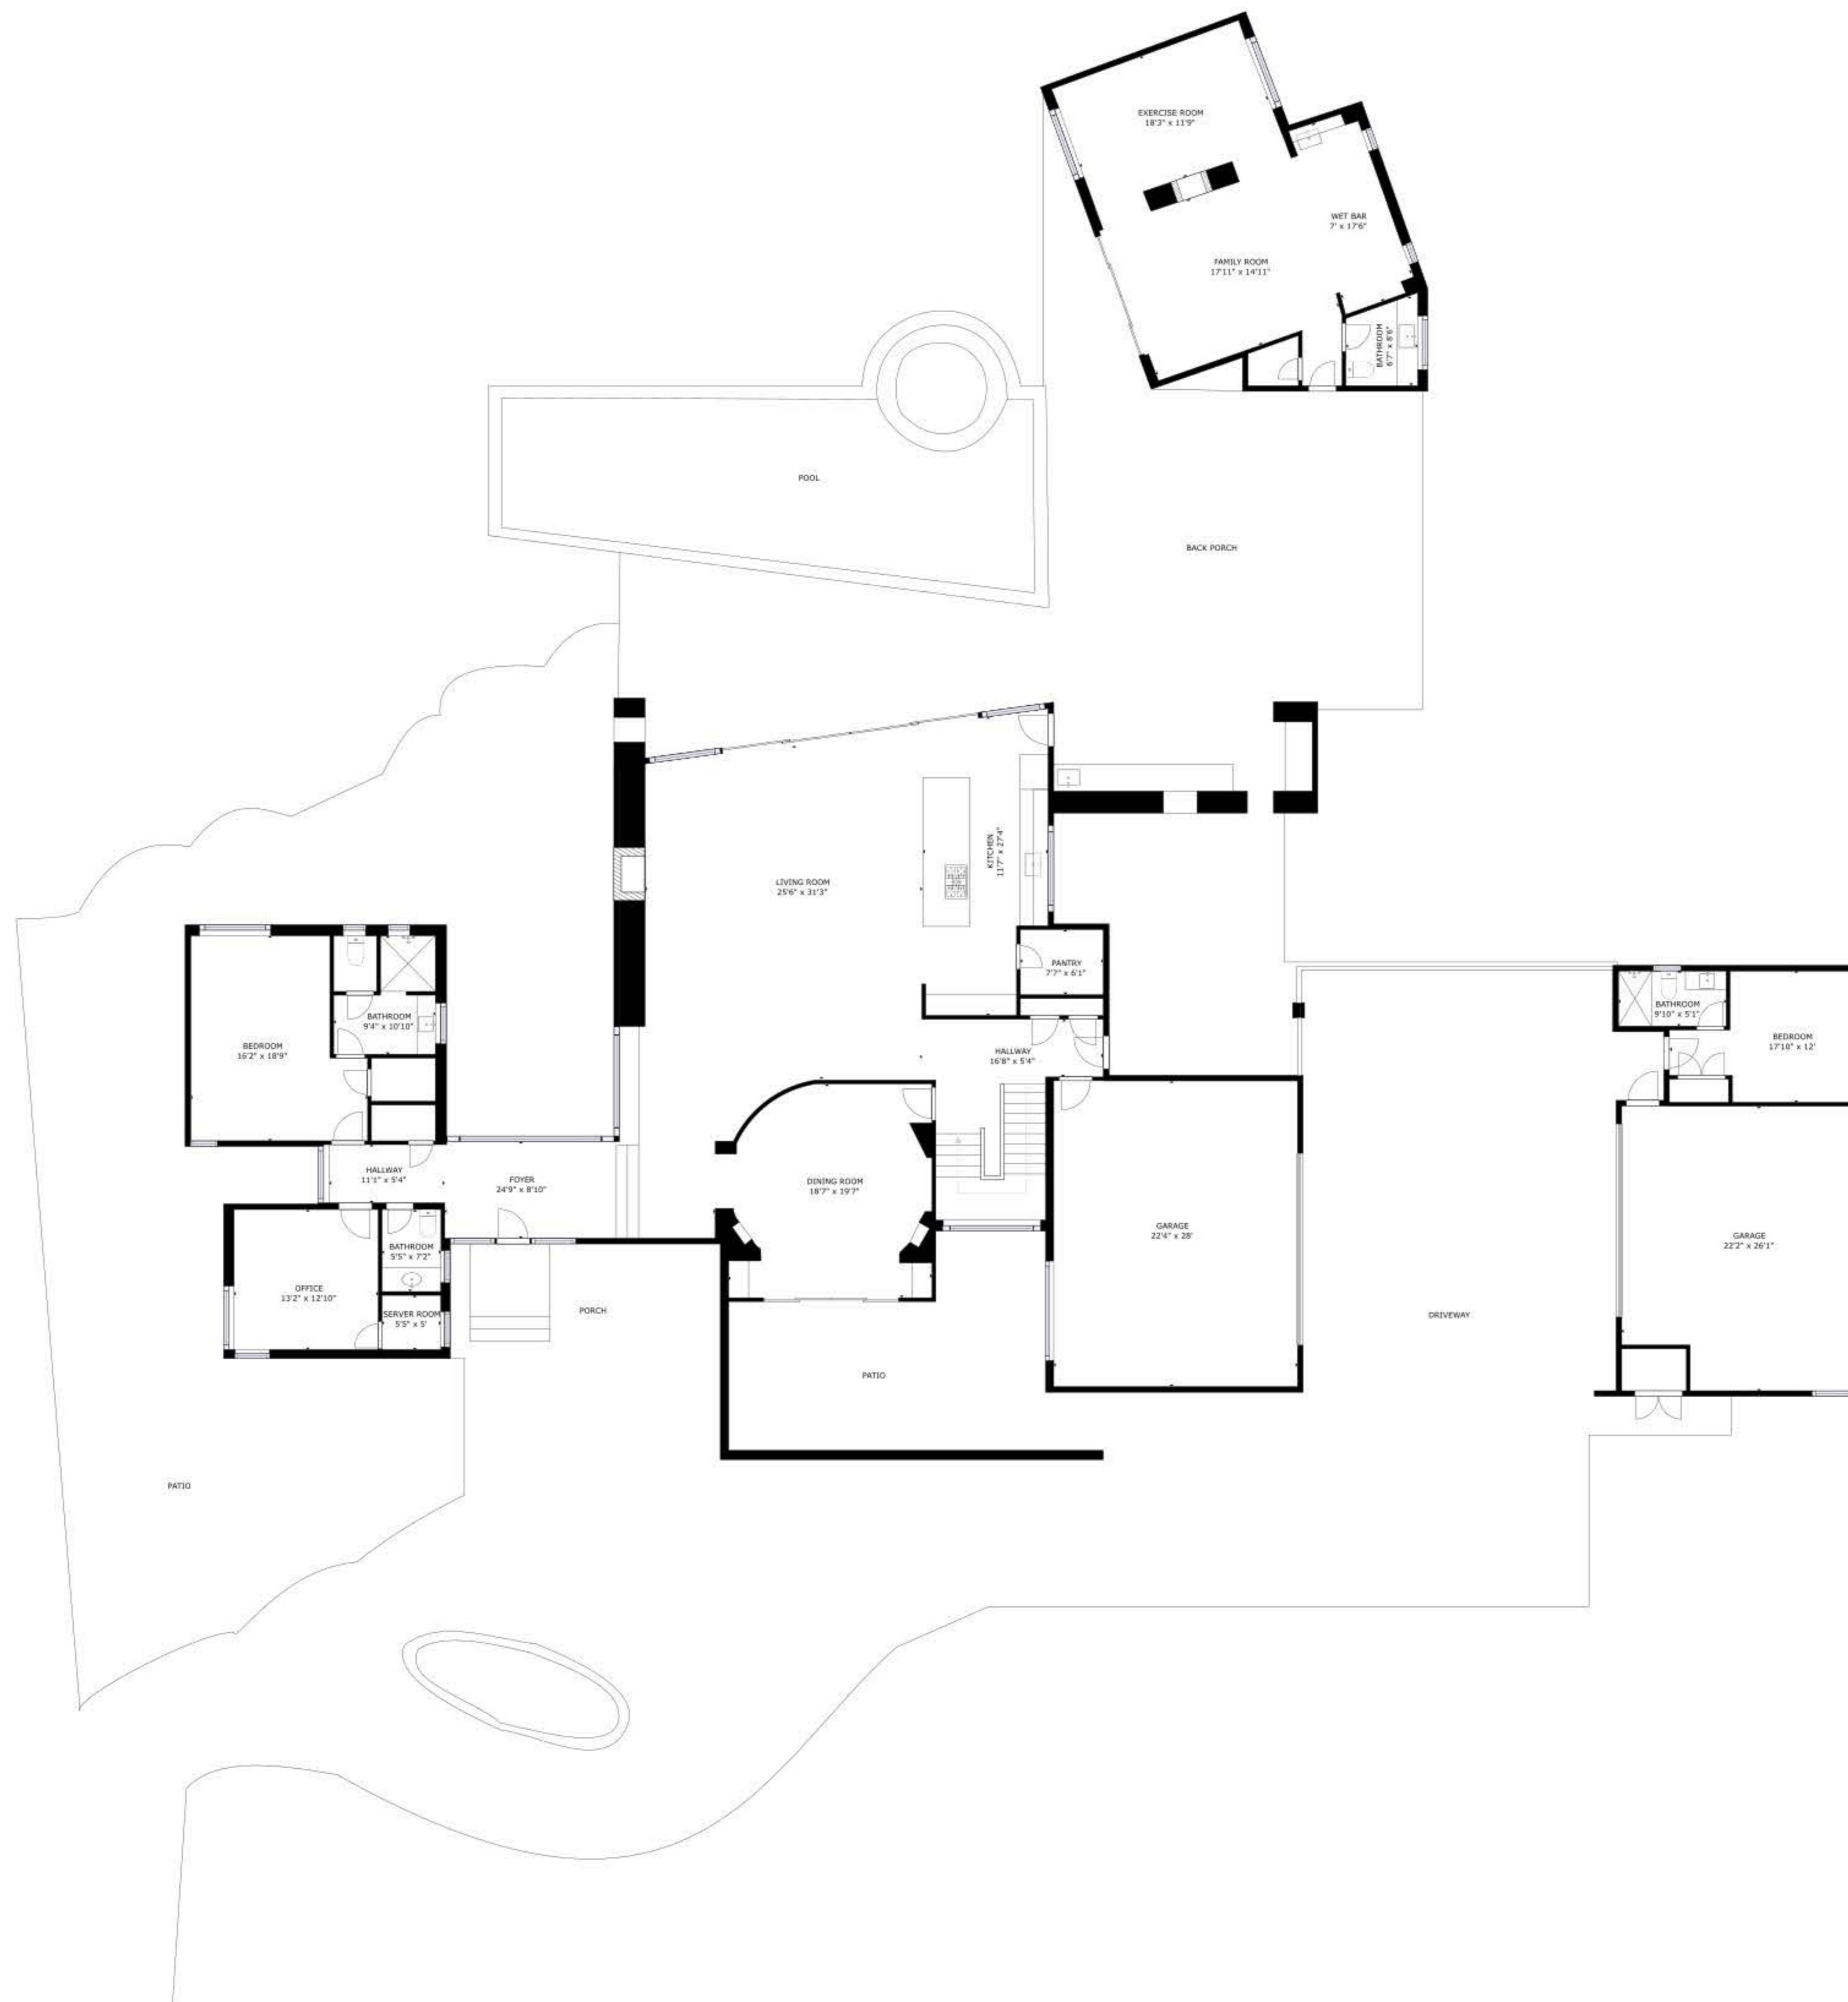 EXERCISE ROOM
18'3" x 11'9"
WET BAR
7' x 17'6"
FAMILY ROOM
17'11" x 14'11"
BATHROOM
6'7" x 8'6"
POOL
BACK PORCH
KITCHEN
11'7" x 27'4"
LIVING ROOM
25'6" x 31'3"
PANTRY
7'7" x 6'1"
BATHROOM
9'4" x 10'10"
BEDROOM
16'2" x 18'9"
HALLWAY
16'8" x 5'4"
BATHROOM
9'10" x 5'1"
BEDROOM
17'10" x 12'
HALLWAY
11'1" x 5'4"
FOYER
24'9" x 8'10"
DINING ROOM
18'7" x 19'7"
GARAGE
22'4" x 28'
GARAGE
22'2" x 26'1"
BATHROOM
5'5" x 7'2"
OFFICE
13'2" x 12'10"
SERVER ROOM
5'5" x 5'
PORCH
DRIVEWAY
PATIO
PATIO